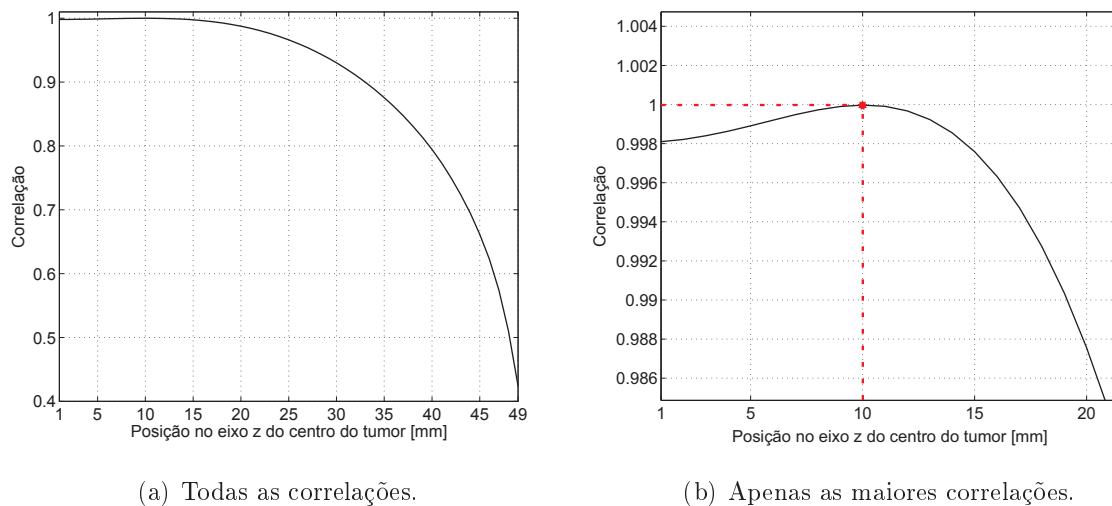 1
0.9
0.8
0.7
0.6
0.5
0.4
Correlação
1 5 10 15 20 25 30 35 40 45 49
Posição no eixo z do centro do tumor [mm]
(a) Todas as correlações.
1.004
1.002
1
0.998
0.996
0.994
0.992
0.99
0.988
0.986
Correlação
1 5 10 15 20
Posição no eixo z do centro do tumor [mm]
(b) Apenas as maiores correlações.